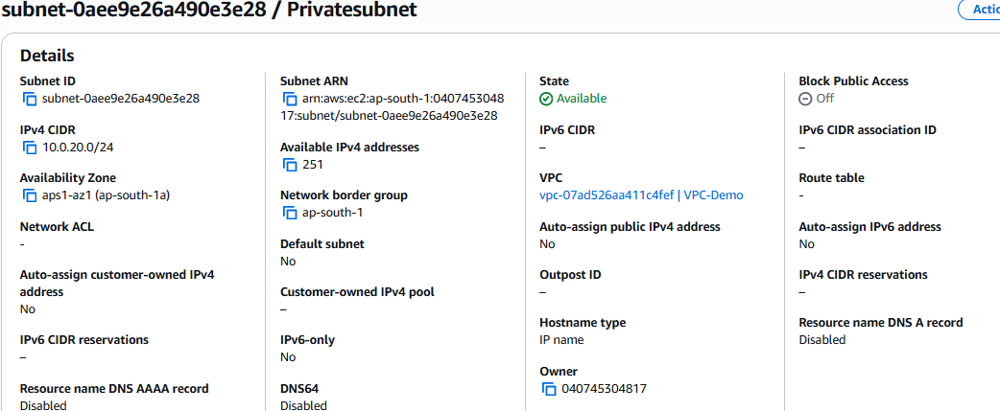 subnet-0aee9e26a490e3e28 / Privatesubnet
Details
Subnet ID
subnet-0aee9e26a490e3e28
IPv4 CIDR
10.0.20.0/24
Availability Zone
aps1-az1 (ap-south-1a)
Network ACL
-
Auto-assign customer-owned IPv4
address
No
IPv6 CIDR reservations
–
Resource name DNS AAAA record
Disabled
Subnet ARN
arn:aws:ec2:ap-south-1:0407453048
17:subnet/subnet-0aee9e26a490e3e28
Available IPv4 addresses
251
Network border group
ap-south-1
Default subnet
No
Customer-owned IPv4 pool
–
IPv6-only
No
DNS64
Disabled
State
Available
IPv6 CIDR
–
VPC
vpc-07ad526aa411c4fef | VPC-Demo
Auto-assign public IPv4 address
No
Outpost ID
–
Hostname type
IP name
Owner
040745304817
Block Public Access
Off
IPv6 CIDR association ID
–
Route table
-
Auto-assign IPv6 address
No
IPv4 CIDR reservations
–
Resource name DNS A record
Disabled